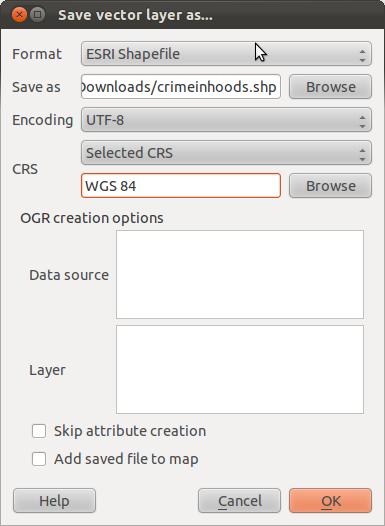 Save vector layer as...
Format ESRI Shapefile
Save as Downloads/crimeinhoods.shp Browse
Encoding UTF-8
Selected CRS
CRS
WGS 84 Browse
OGR creation options
Data source
Layer
Skip attribute creation
Add saved file to map
Help Cancel OK